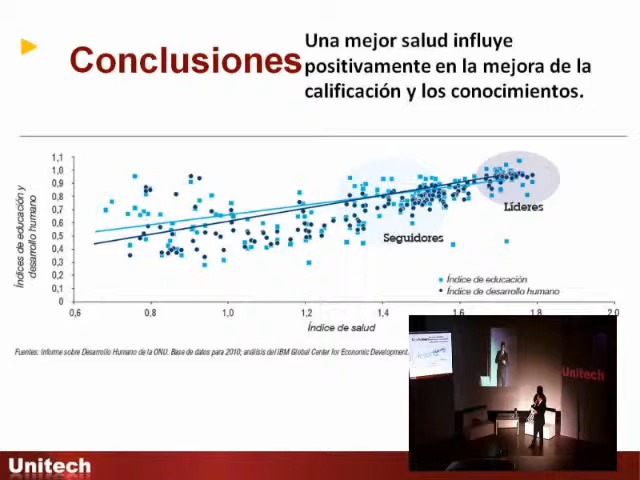 Conclusiones
Una mejor salud influye
positivamente en la mejora de la
calificación y los conocimientos.
Índices de educación y
desarrollo humano
1,1
1,0
0,9
0,8
0,7
0,6
0,5
0,4
0,3
0,2
0,1
0
Líderes
Seguidores
Índice de educación
Índice de desarrollo humano
0,6
0,8
1,0
1,2
1,4
1,6
1,8
2,0
Índice de salud
Fuentes: Informe sobre Desarrollo Humano de la ONU. Base de datos para 2010; análisis del IBM Global Center for Economic Development.
Unitech
Unitech